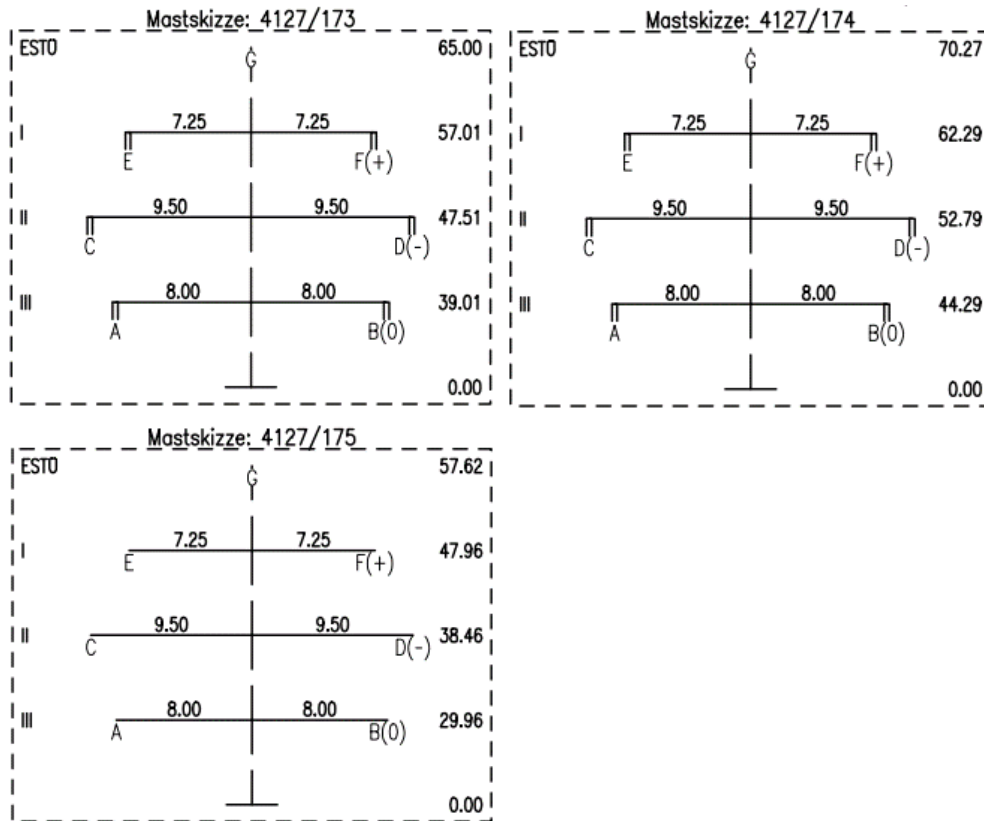 Mastskizze: 4127/173
ESTÜ 65.00
G
I 7.25 7.25 57.01
E F(+)
II 9.50 9.50 47.51
C D(-)
III 8.00 8.00 39.01
A B(0)
0.00
Mastskizze: 4127/174
ESTÜ 70.27
G
I 7.25 7.25 62.29
E F(+)
II 9.50 9.50 52.79
C D(-)
III 8.00 8.00 44.29
A B(0)
0.00
Mastskizze: 4127/175
ESTÜ 57.62
G
I 7.25 7.25 47.96
E F(+)
II 9.50 9.50 38.46
C D(-)
III 8.00 8.00 29.96
A B(0)
0.00